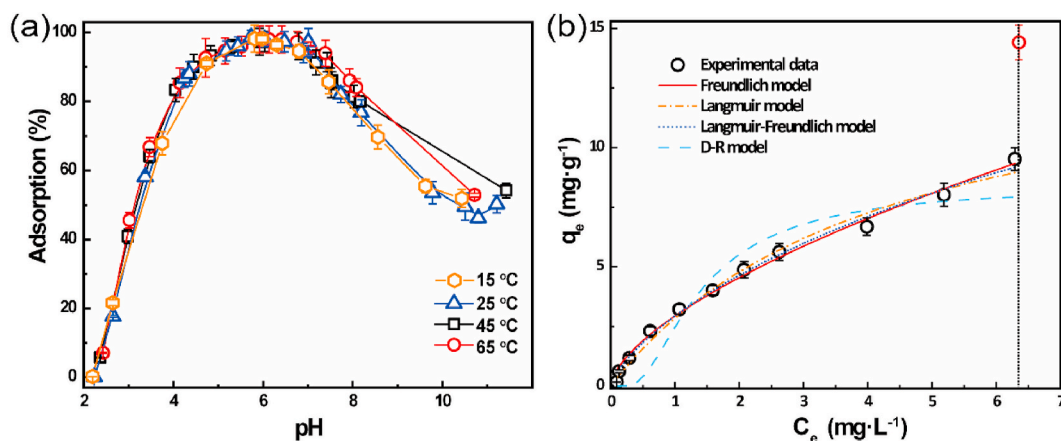 (a)
Adsorption (%)
100
80
60
40
20
0
2
4
6
8
10
pH
15 °C
25 °C
45 °C
65 °C
(b)
q e (mg·g-1)
15
10
5
0
0
1
2
3
4
5
6
7
C e (mg·L-1)
Experimental data
Freundlich model
Langmuir model
Langmuir-Freundlich model
D-R model